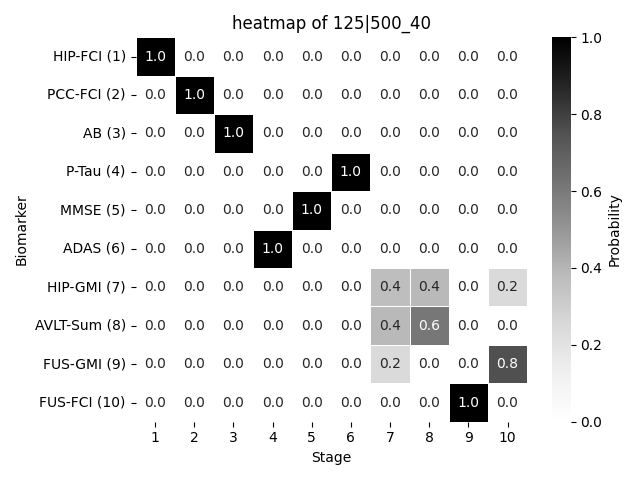 heatmap of 125|500_40
HIP-FCI (1) 1.0 0.0 0.0 0.0 0.0 0.0 0.0 0.0 0.0 0.0
PCC-FCI (2) 0.0 1.0 0.0 0.0 0.0 0.0 0.0 0.0 0.0 0.0
AB (3) 0.0 0.0 1.0 0.0 0.0 0.0 0.0 0.0 0.0 0.0
P-Tau (4) 0.0 0.0 0.0 0.0 0.0 1.0 0.0 0.0 0.0 0.0
MMSE (5) 0.0 0.0 0.0 0.0 1.0 0.0 0.0 0.0 0.0 0.0
ADAS (6) 0.0 0.0 0.0 1.0 0.0 0.0 0.0 0.0 0.0 0.0
HIP-GMI (7) 0.0 0.0 0.0 0.0 0.0 0.0 0.4 0.4 0.0 0.2
AVLT-Sum (8) 0.0 0.0 0.0 0.0 0.0 0.0 0.4 0.6 0.0 0.0
FUS-GMI (9) 0.0 0.0 0.0 0.0 0.0 0.0 0.2 0.0 0.0 0.8
FUS-FCI (10) 0.0 0.0 0.0 0.0 0.0 0.0 0.0 0.0 1.0 0.0
1 2 3 4 5 6 7 8 9 10
Stage
Biomarker
1.0
0.8
0.6
0.4
0.2
0.0
Probability